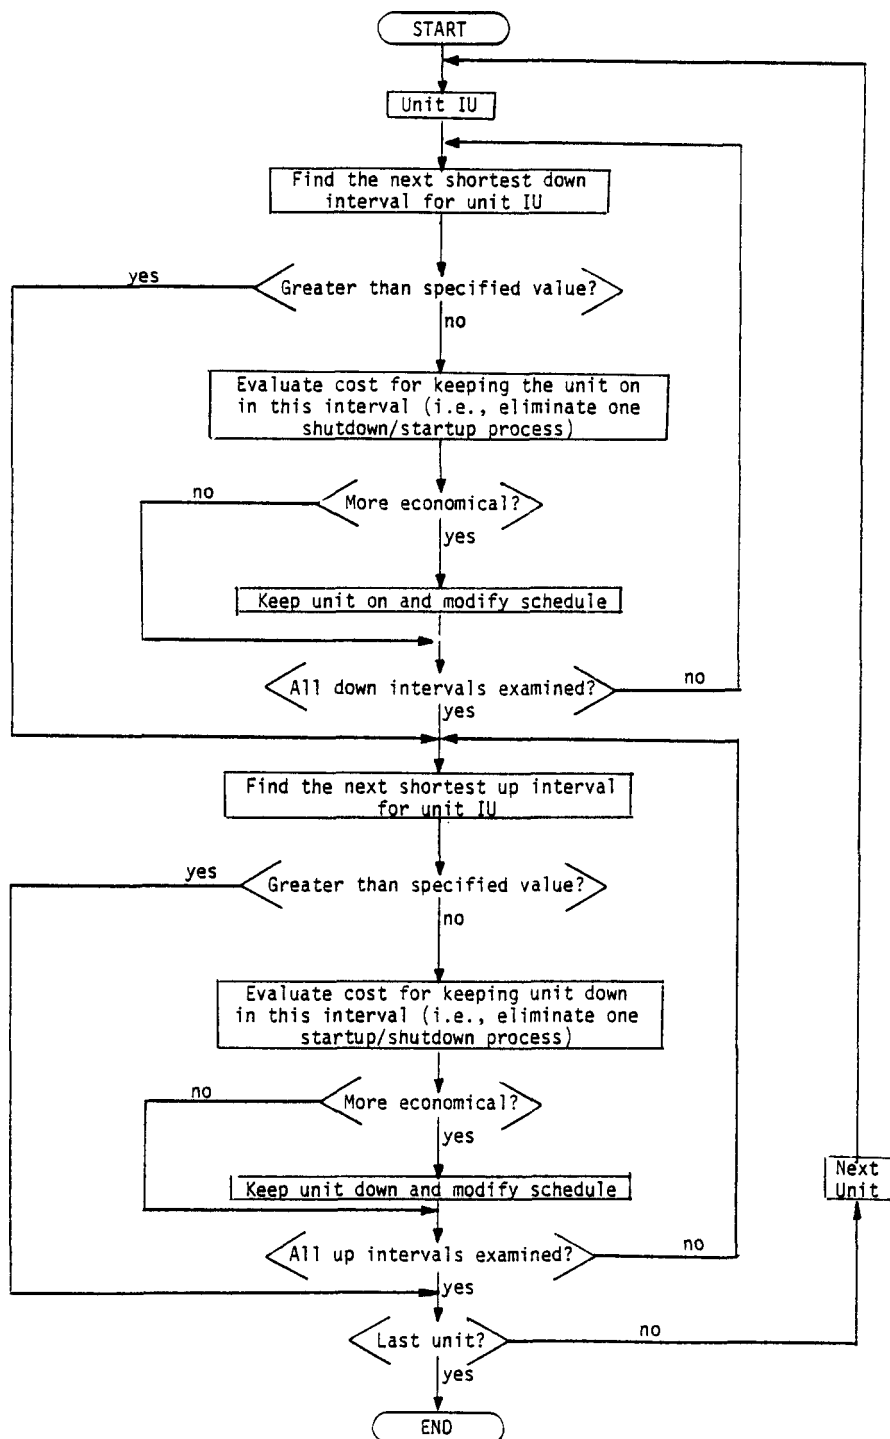 START
Unit IU
Find the next shortest down
interval for unit IU
yes
Greater than specified value?
no
Evaluate cost for keeping the unit on
in this interval (i.e., eliminate one
shutdown/startup process)
no
More economical?
yes
Keep unit on and modify schedule
All down intervals examined?
no
yes
Find the next shortest up interval
for unit IU
yes
Greater than specified value?
no
Evaluate cost for keeping unit down
in this interval (i.e., eliminate one
startup/shutdown process)
no
More economical?
yes
Next
Unit
Keep unit down and modify schedule
All up intervals examined?
no
yes
Last unit?
no
yes
END